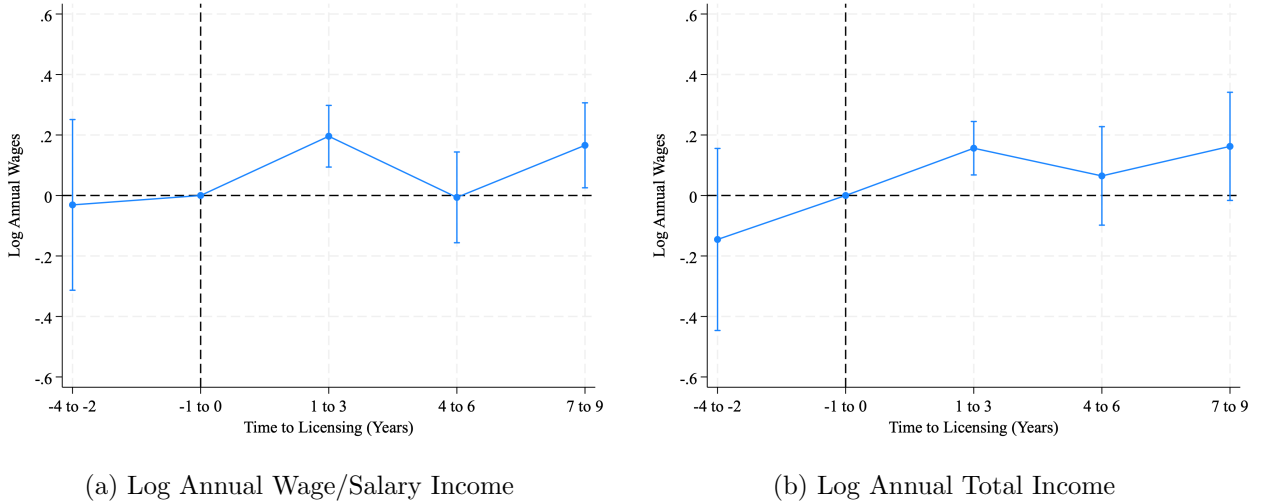 .6
.4
.2
0
-.2
-.4
-.6
Log Annual Wages
-4 to -2
-1 to 0
1 to 3
4 to 6
7 to 9
Time to Licensing (Years)
(a) Log Annual Wage/Salary Income
.6
.4
.2
0
-.2
-.4
-.6
Log Annual Wages
-4 to -2
-1 to 0
1 to 3
4 to 6
7 to 9
Time to Licensing (Years)
(b) Log Annual Total Income